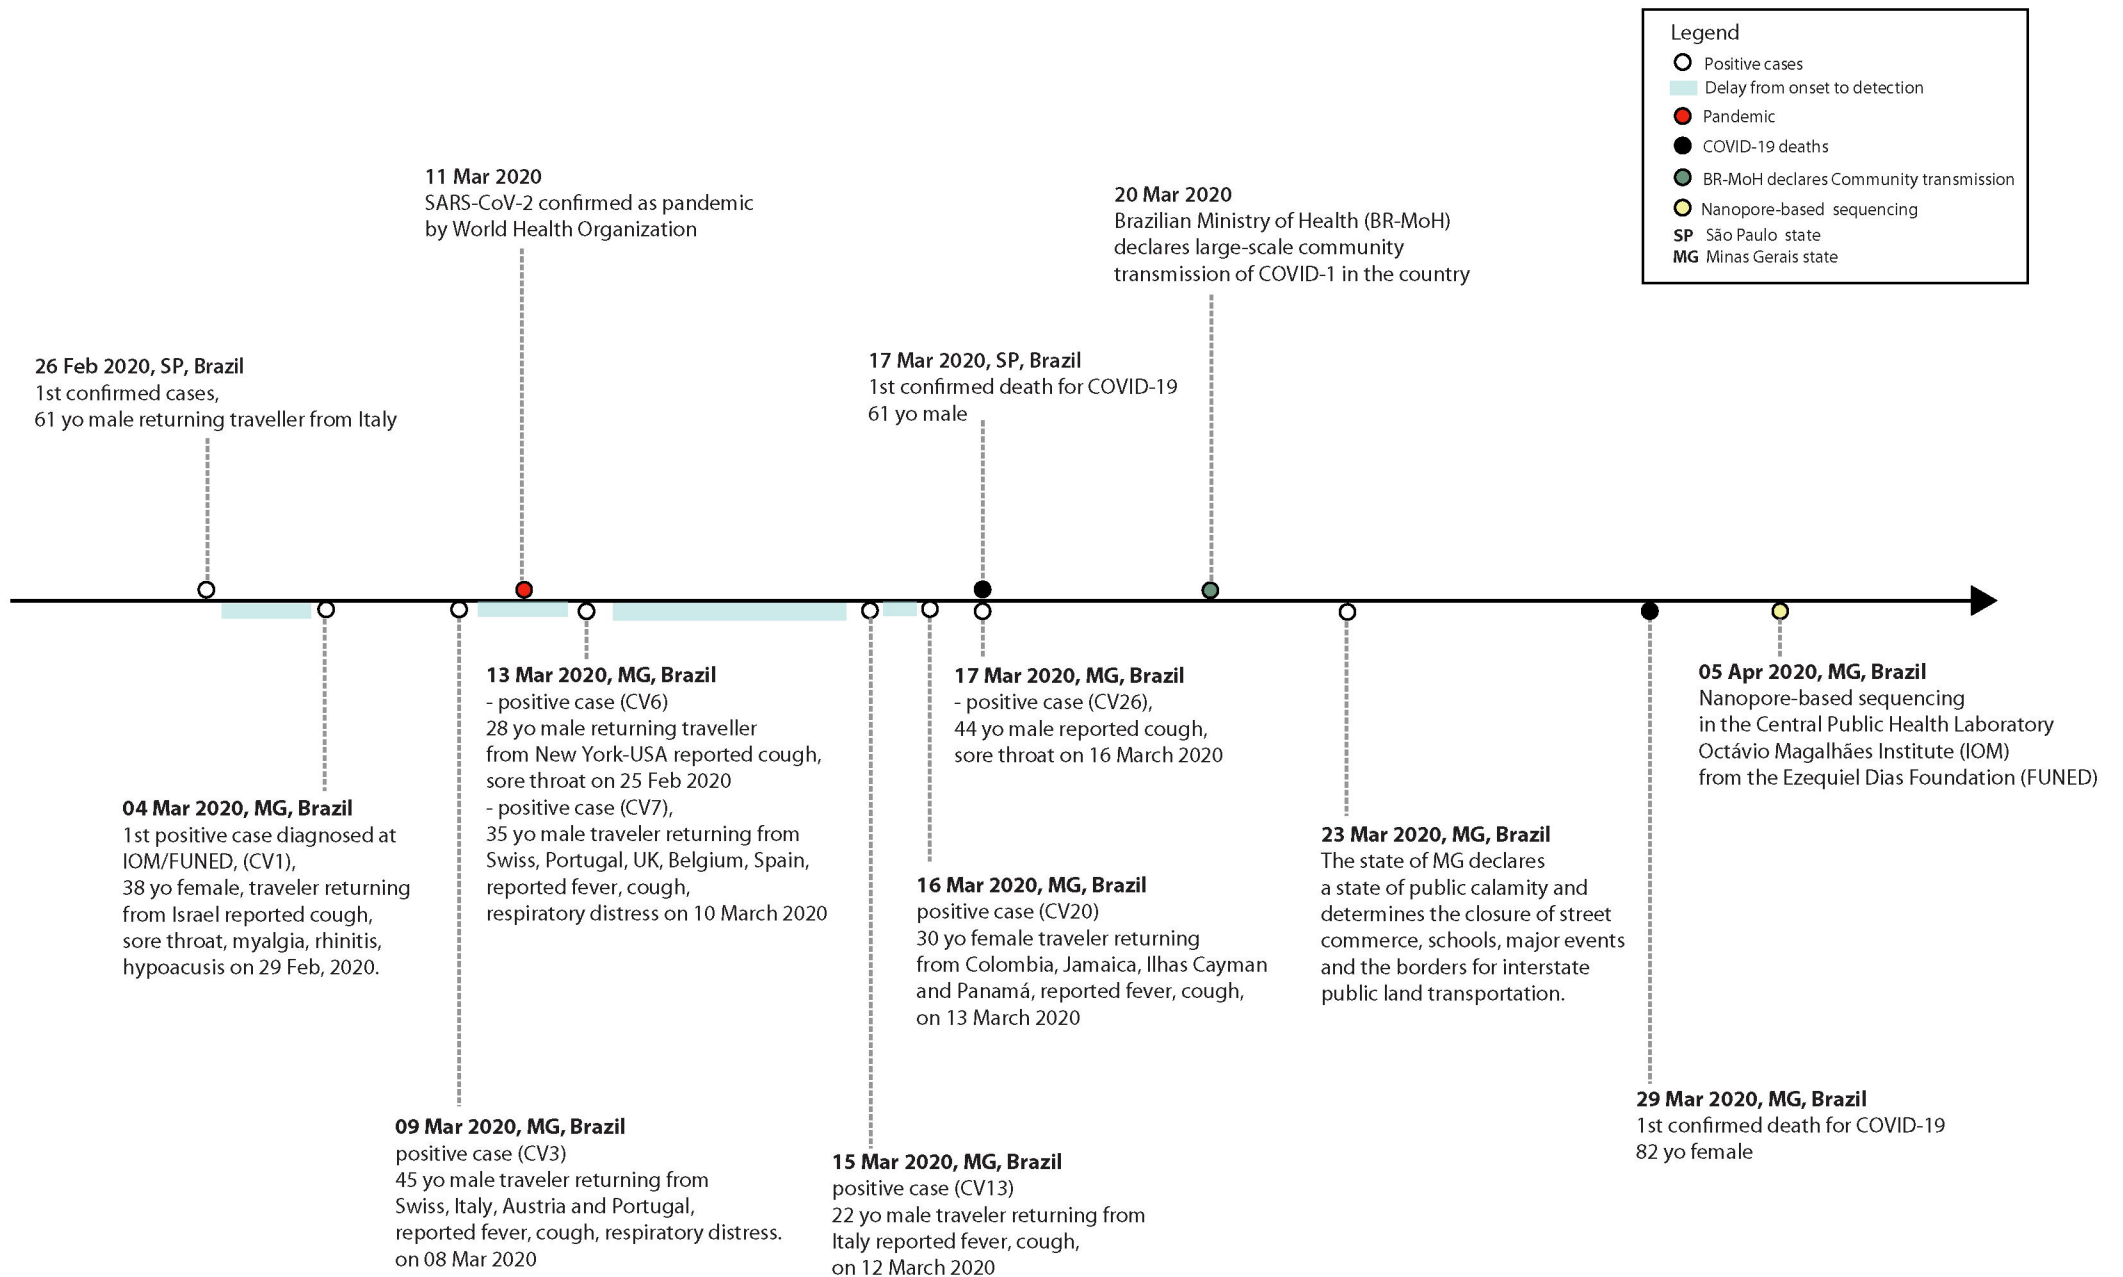 Legend
Positive cases
Delay from onset to detection
Pandemic
COVID-19 deaths
BR-MoH declares Community transmission
Nanopore-based sequencing
SP São Paulo state
MG Minas Gerais state
11 Mar 2020
SARS-CoV-2 confirmed as pandemic
by World Health Organization
20 Mar 2020
Brazilian Ministry of Health (BR-MoH)
declares large-scale community
transmission of COVID-1 in the country
26 Feb 2020, SP, Brazil
1st confirmed cases,
61 yo male returning traveller from Italy
17 Mar 2020, SP, Brazil
1st confirmed death for COVID-19
61 yo male
04 Mar 2020, MG, Brazil
1st positive case diagnosed at
IOM/FUNED, (CV1),
38 yo female, traveler returning
from Israel reported cough,
sore throat, myalgia, rhinitis,
hypoacusis on 29 Feb, 2020.
09 Mar 2020, MG, Brazil
positive case (CV3)
45 yo male traveler returning from
Swiss, Italy, Austria and Portugal,
reported fever, cough, respiratory distress.
on 08 Mar 2020
13 Mar 2020, MG, Brazil
- positive case (CV6)
28 yo male returning traveller
from New York-USA reported cough,
sore throat on 25 Feb 2020
- positive case (CV7),
35 yo male traveler returning from
Swiss, Portugal, UK, Belgium, Spain,
reported fever, cough,
respiratory distress on 10 March 2020
15 Mar 2020, MG, Brazil
positive case (CV13)
22 yo male traveler returning from
Italy reported fever, cough,
on 12 March 2020
16 Mar 2020, MG, Brazil
positive case (CV20)
30 yo female traveler returning
from Colombia, Jamaica, Ilhas Cayman
and Panamá, reported fever, cough,
on 13 March 2020
17 Mar 2020, MG, Brazil
- positive case (CV26),
44 yo male reported cough,
sore throat on 16 March 2020
23 Mar 2020, MG, Brazil
The state of MG declares
a state of public calamity and
determines the closure of street
commerce, schools, major events
and the borders for interstate
public land transportation.
29 Mar 2020, MG, Brazil
1st confirmed death for COVID-19
82 yo female
05 Apr 2020, MG, Brazil
Nanopore-based sequencing
in the Central Public Health Laboratory
Octávio Magalhães Institute (IOM)
from the Ezequiel Dias Foundation (FUNED)